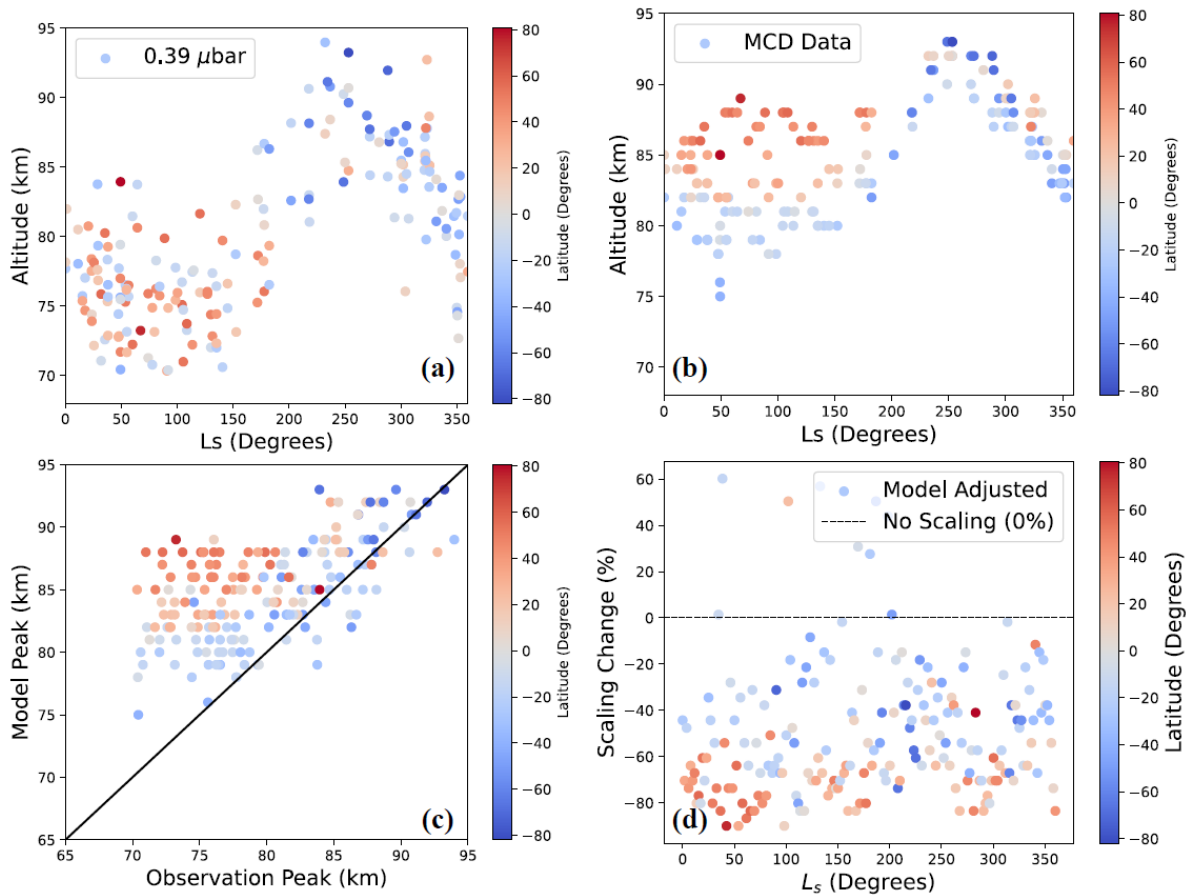 95
90
85
80
75
70
Altitude (km)
0.39 μbar
(a)
0 50 100 150 200 250 300 350
Ls (Degrees)
80
60
40
20
0
−20
−40
−60
−80
Latitude (Degrees)
95
90
85
80
75
70
Altitude (km)
MCD Data
(b)
0 50 100 150 200 250 300 350
Ls (Degrees)
80
60
40
20
0
−20
−40
−60
−80
Latitude (Degrees)
95
90
85
80
75
70
65
Model Peak (km)
(c)
65 70 75 80 85 90 95
Observation Peak (km)
80
60
40
20
0
−20
−40
−60
−80
Latitude (Degrees)
60
40
20
0
−20
−40
−60
−80
Scaling Change (%)
Model Adjusted
No Scaling (0%)
(d)
0 50 100 150 200 250 300 350
Lₛ (Degrees)
80
60
40
20
0
−20
−40
−60
−80
Latitude (Degrees)